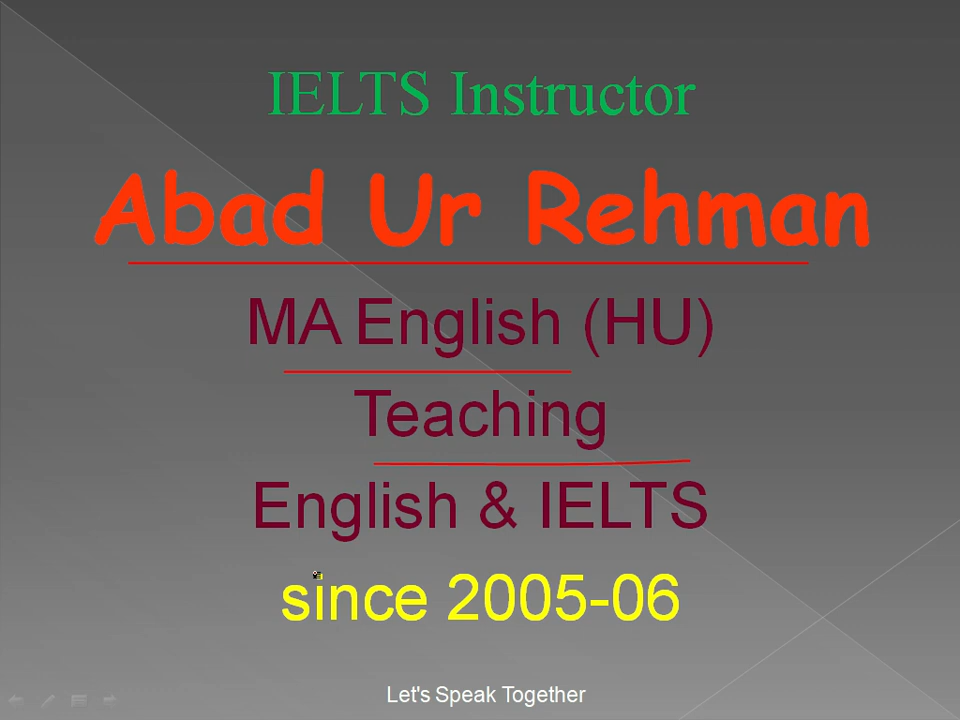 IELTS Instructor
Abad Ur Rehman
MA English (HU)
Teaching
English & IELTS
since 2005-06
Let's Speak Together